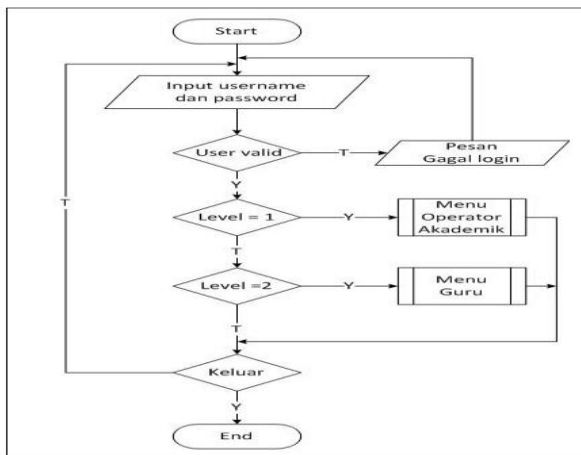 Start
Input username
dan password
User valid
T
Pesan
Gagal login
Y
T
Level = 1
Y
Menu
Operator
Akademik
T
Level =2
Y
Menu
Guru
T
Keluar
Y
End